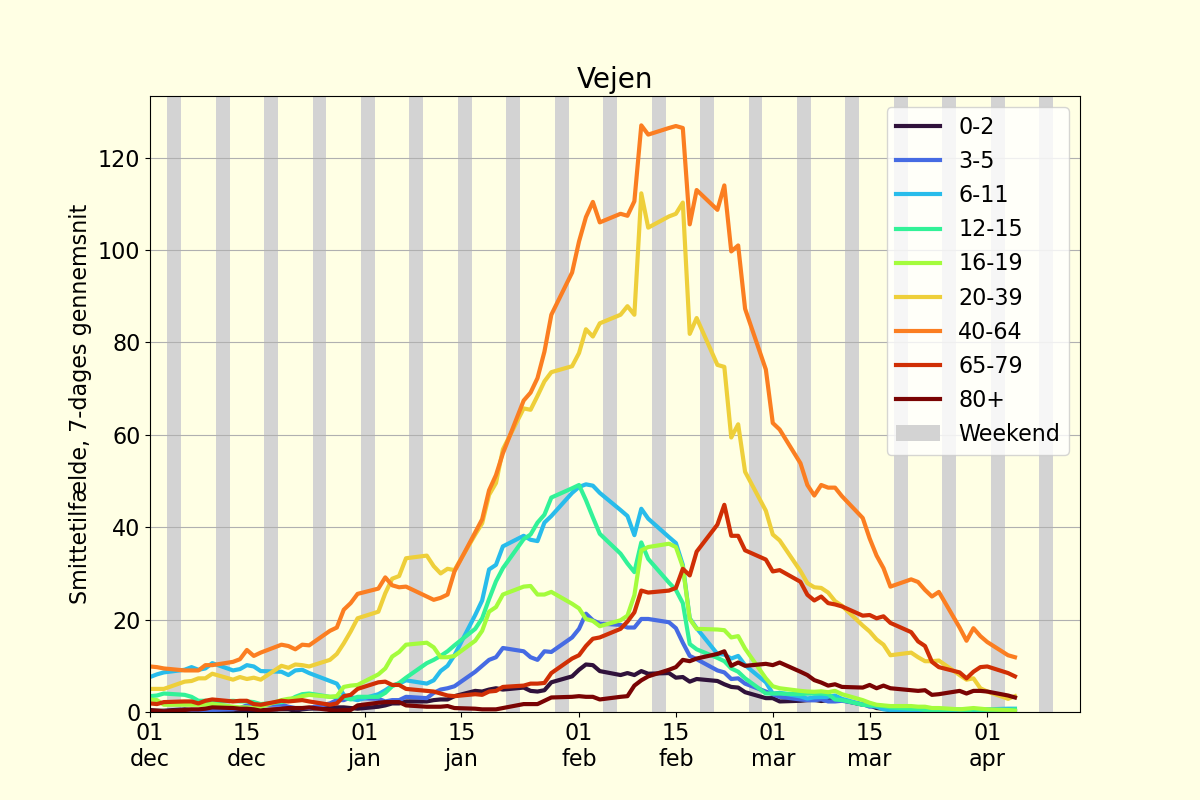 Vejen
Smittetilfælde, 7-dages gennemsnit
120
100
80
60
40
20
0
01 dec
15 dec
01 jan
15 jan
01 feb
15 feb
01 mar
15 mar
01 apr
0-2
3-5
6-11
12-15
16-19
20-39
40-64
65-79
80+
Weekend